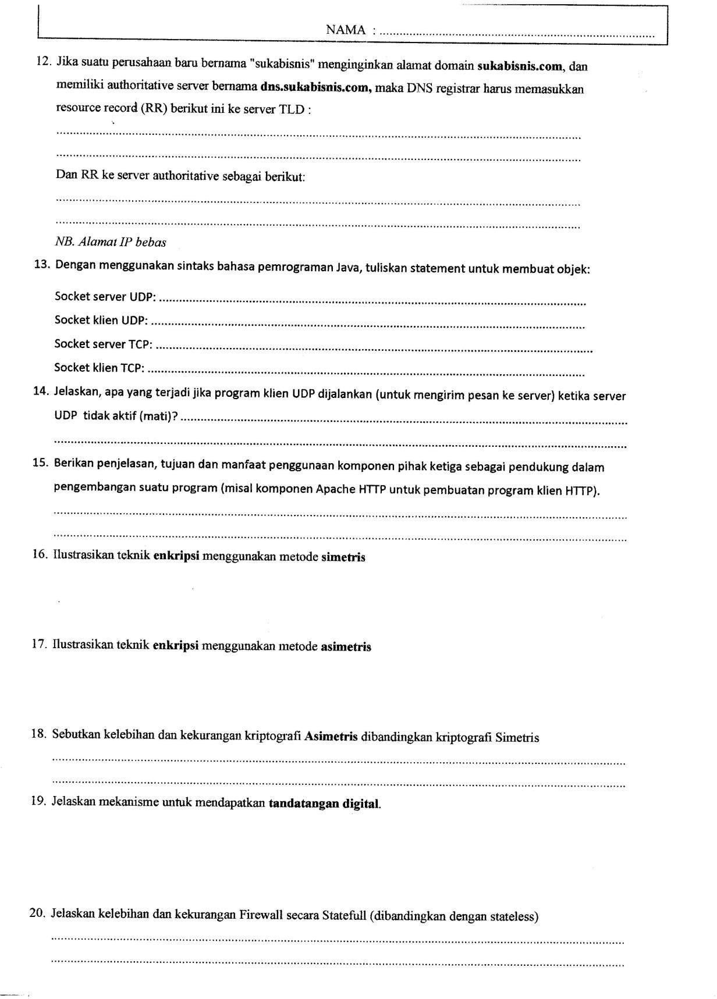 NAMA : ....................................................................................
12. Jika suatu perusahaan baru bernama "sukabisnis" menginginkan alamat domain sukabisnis.com, dan
memiliki authoritative server bernama dns.sukabisnis.com, maka DNS registrar harus memasukkan
resource record (RR) berikut ini ke server TLD :
................................................................................
................................................................................
Dan RR ke server authoritative sebagai berikut:
................................................................................
................................................................................
NB. Alamat IP bebas
13. Dengan menggunakan sintaks bahasa pemrograman Java, tuliskan statement untuk membuat objek:
Socket server UDP: ................................................................................
Socket klien UDP: ................................................................................
Socket server TCP: ................................................................................
Socket klien TCP: ................................................................................
14. Jelaskan, apa yang terjadi jika program klien UDP dijalankan (untuk mengirim pesan ke server) ketika server
UDP tidak aktif (mati)? ................................................................................
................................................................................
15. Berikan penjelasan, tujuan dan manfaat penggunaan komponen pihak ketiga sebagai pendukung dalam
pengembangan suatu program (misal komponen Apache HTTP untuk pembuatan program klien HTTP).
................................................................................
................................................................................
16. Ilustrasikan teknik enkripsi menggunakan metode simetris
17. Ilustrasikan teknik enkripsi menggunakan metode asimetris
18. Sebutkan kelebihan dan kekurangan kriptografi Asimetris dibandingkan kriptografi Simetris
................................................................................
................................................................................
19. Jelaskan mekanisme untuk mendapatkan tandatangan digital.
20. Jelaskan kelebihan dan kekurangan Firewall secara Statefull (dibandingkan dengan stateless)
................................................................................
................................................................................